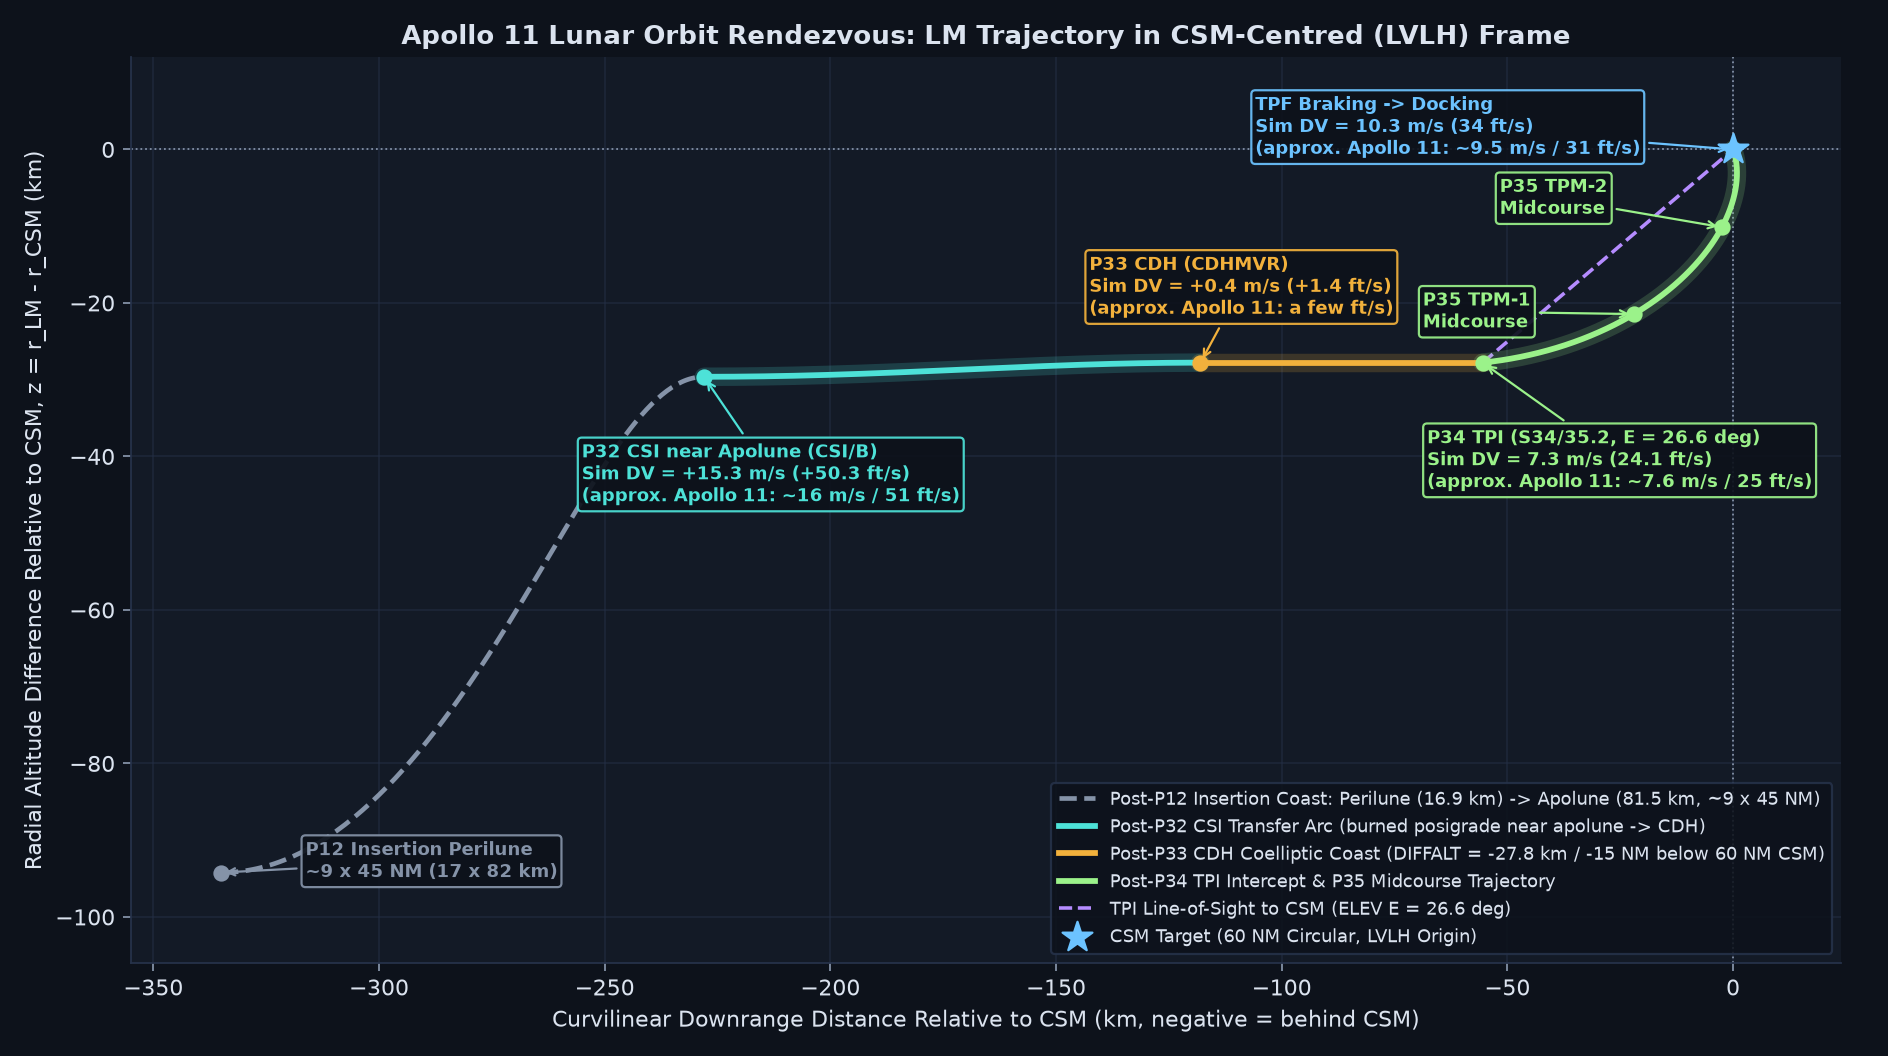 Apollo 11 Lunar Orbit Rendezvous: LM Trajectory in CSM-Centred (LVLH) Frame
Radial Altitude Difference Relative to CSM, z = r_LM - r_CSM (km)
0
−20
−40
−60
−80
−100
TPF Braking -> Docking
Sim DV = 10.3 m/s (34 ft/s)
(approx. Apollo 11: ~9.5 m/s / 31 ft/s)
P35 TPM-2
Midcourse
P33 CDH (CDHMVR)
Sim DV = +0.4 m/s (+1.4 ft/s)
(approx. Apollo 11: a few ft/s)
P35 TPM-1
Midcourse
P32 CSI near Apolune (CSI/B)
Sim DV = +15.3 m/s (+50.3 ft/s)
(approx. Apollo 11: ~16 m/s / 51 ft/s)
P34 TPI (S34/35.2, E = 26.6 deg)
Sim DV = 7.3 m/s (24.1 ft/s)
(approx. Apollo 11: ~7.6 m/s / 25 ft/s)
P12 Insertion Perilune
~9 x 45 NM (17 x 82 km)
Post-P12 Insertion Coast: Perilune (16.9 km) -> Apolune (81.5 km, ~9 x 45 NM)
Post-P32 CSI Transfer Arc (burned posigrade near apolune -> CDH)
Post-P33 CDH Coelliptic Coast (DIFFALT = -27.8 km / -15 NM below 60 NM CSM)
Post-P34 TPI Intercept & P35 Midcourse Trajectory
TPI Line-of-Sight to CSM (ELEV E = 26.6 deg)
CSM Target (60 NM Circular, LVLH Origin)
−350
−300
−250
−200
−150
−100
−50
0
Curvilinear Downrange Distance Relative to CSM (km, negative = behind CSM)